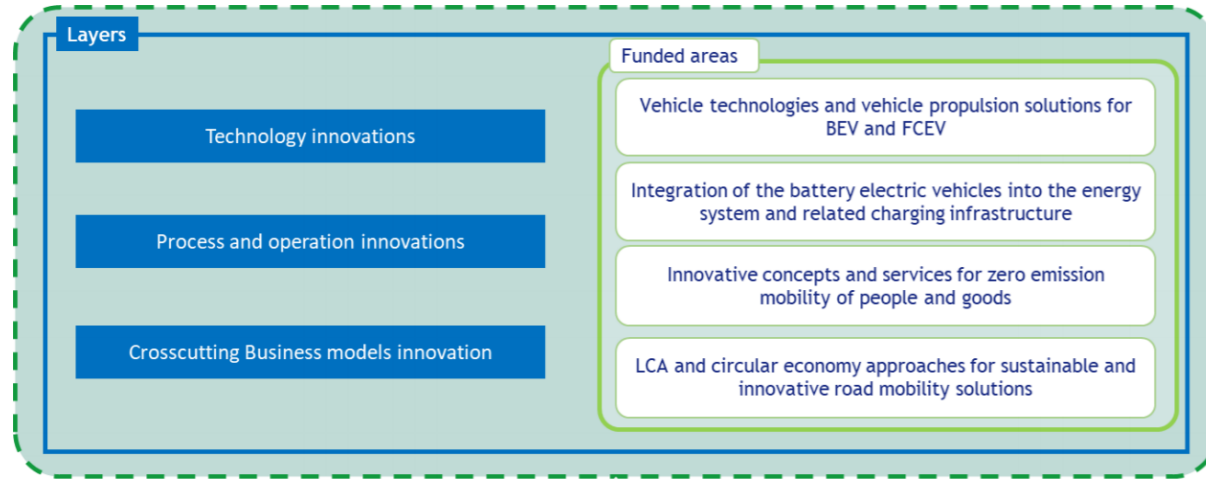 Layers
Technology innovations
Process and operation innovations
Crosscutting Business models innovation
Funded areas
Vehicle technologies and vehicle propulsion solutions for
BEV and FCEV
Integration of the battery electric vehicles into the energy
system and related charging infrastructure
Innovative concepts and services for zero emission
mobility of people and goods
LCA and circular economy approaches for sustainable and
innovative road mobility solutions